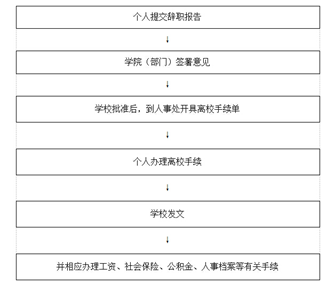 个人提交辞职报告
↓
学院（部门）签署意见
↓
学校批准后，到人事处开具离校手续单
↓
个人办理离校手续
↓
学校发文
↓
并相应办理工资、社会保险、公积金、人事档案等有关手续